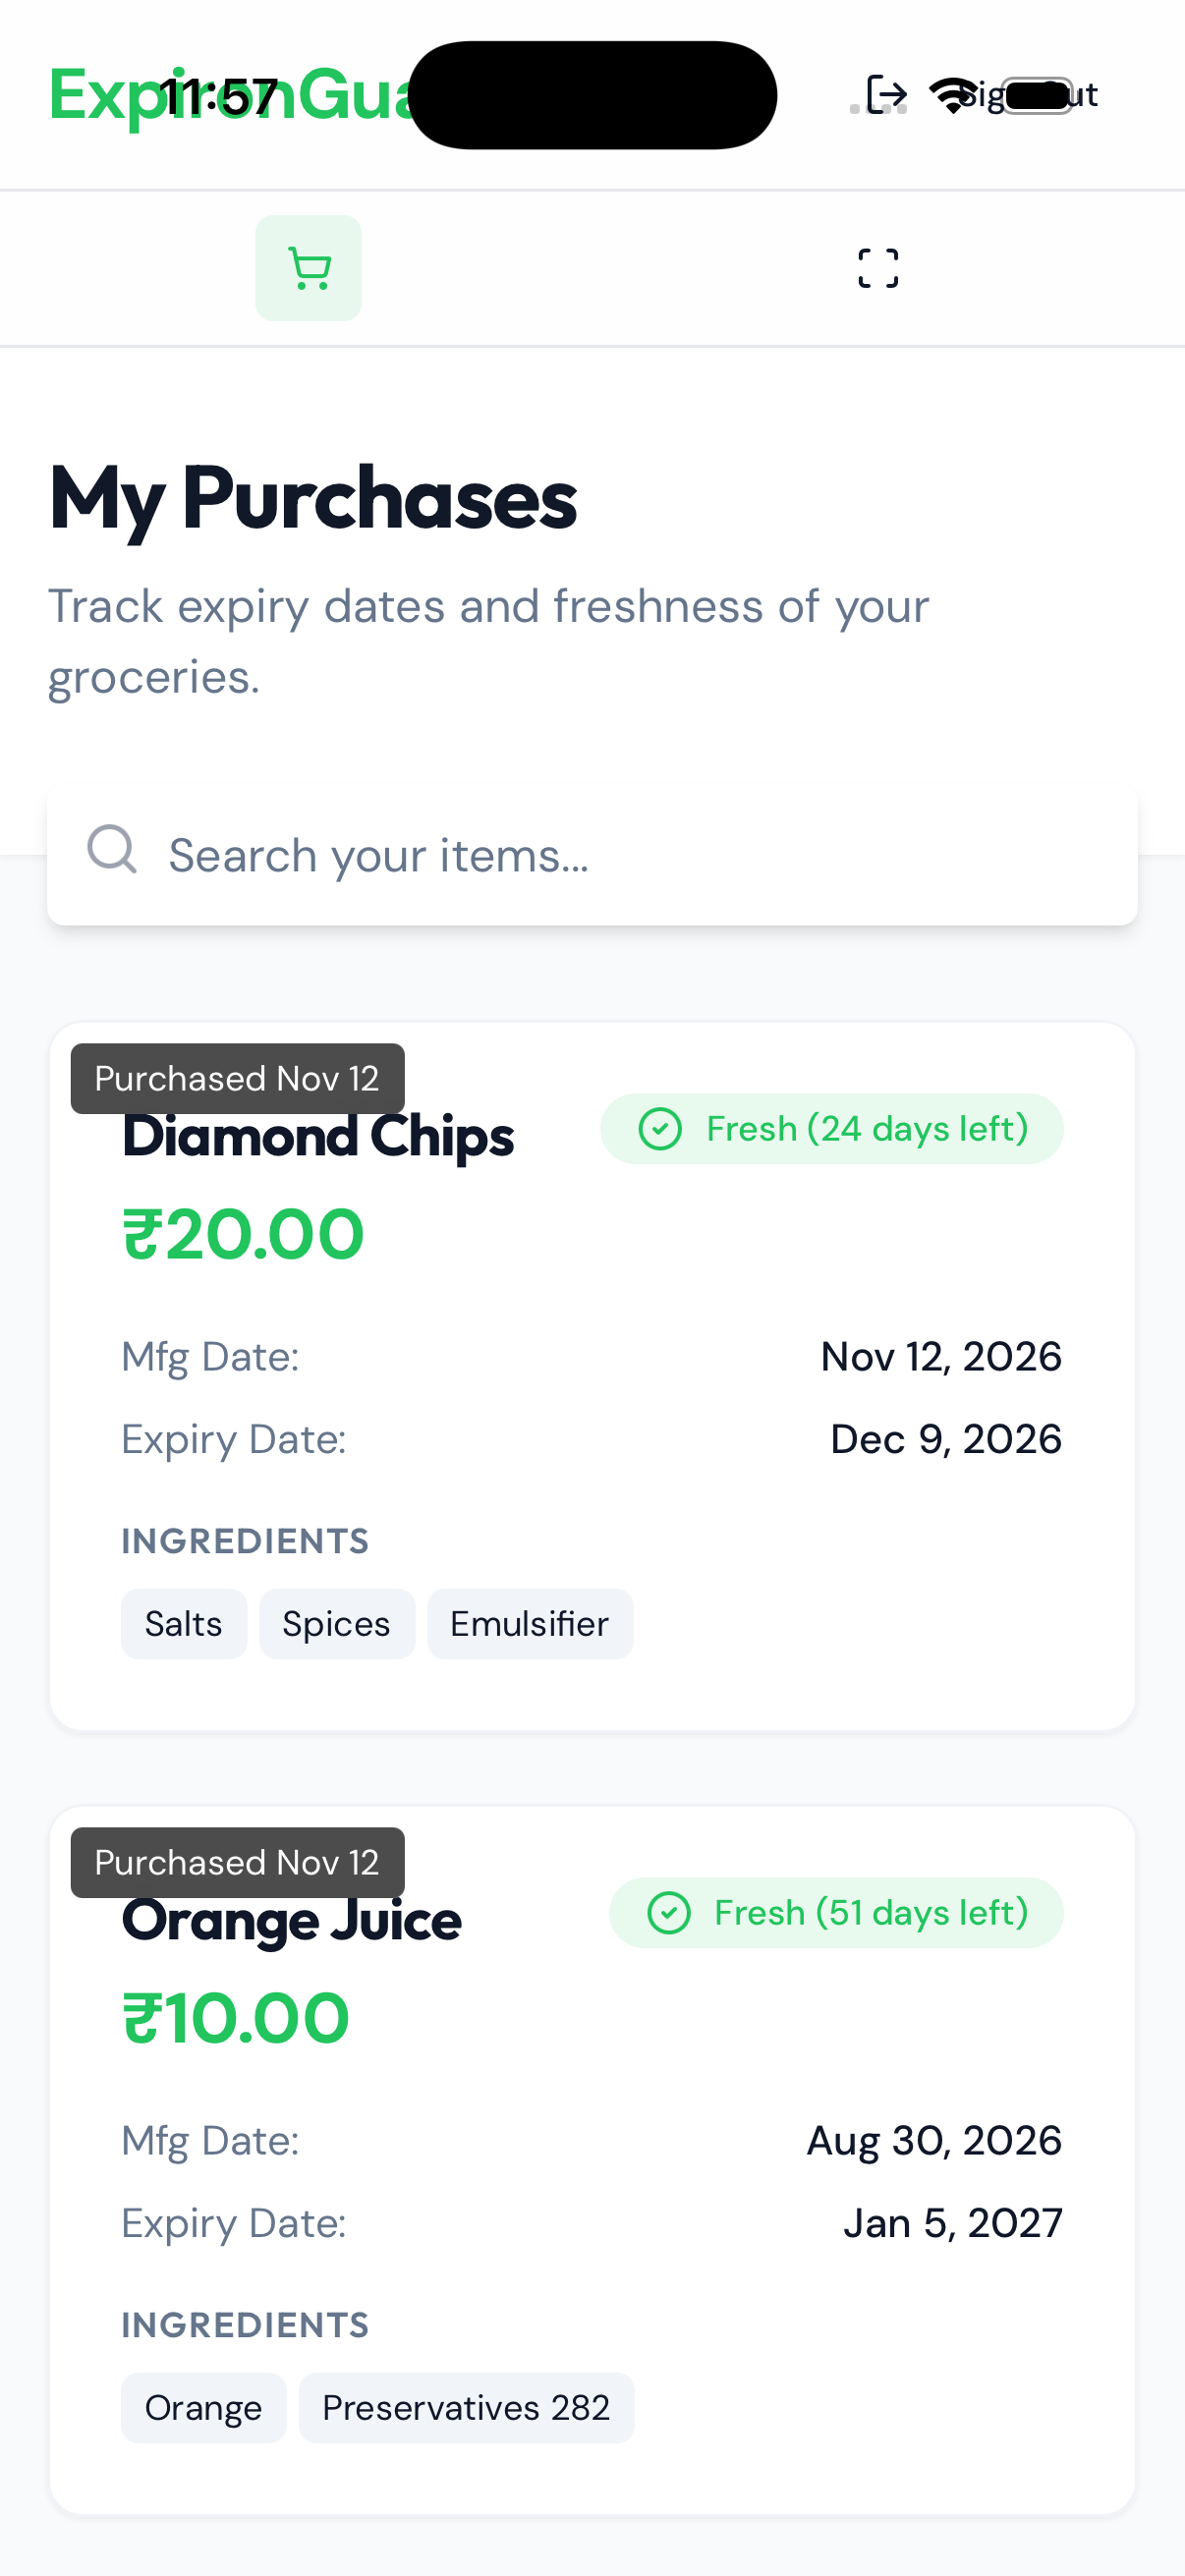 ExpironGua
11:57
My Purchases
Track expiry dates and freshness of your
groceries.
Search your items...
Purchased Nov 12
Diamond Chips
Fresh (24 days left)
₹20.00
Mfg Date:
Nov 12, 2026
Expiry Date:
Dec 9, 2026
INGREDIENTS
Salts
Spices
Emulsifier
Purchased Nov 12
Orange Juice
Fresh (51 days left)
₹10.00
Mfg Date:
Aug 30, 2026
Expiry Date:
Jan 5, 2027
INGREDIENTS
Orange
Preservatives 282